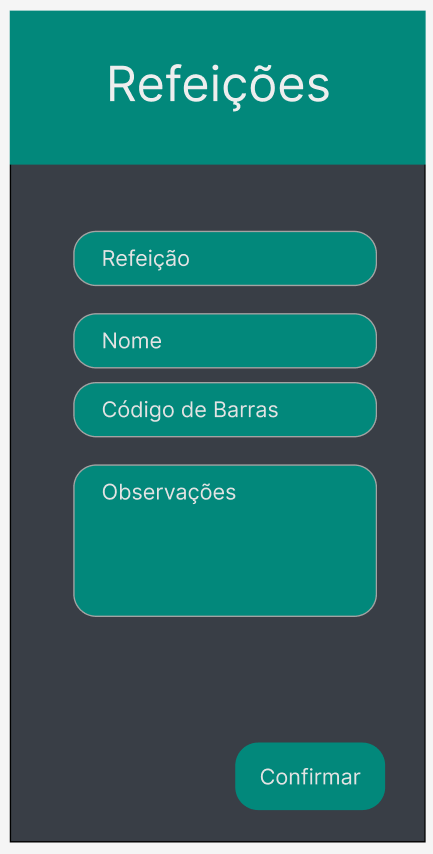 Refeições
Refeição
Nome
Código de Barras
Observações
Confirmar